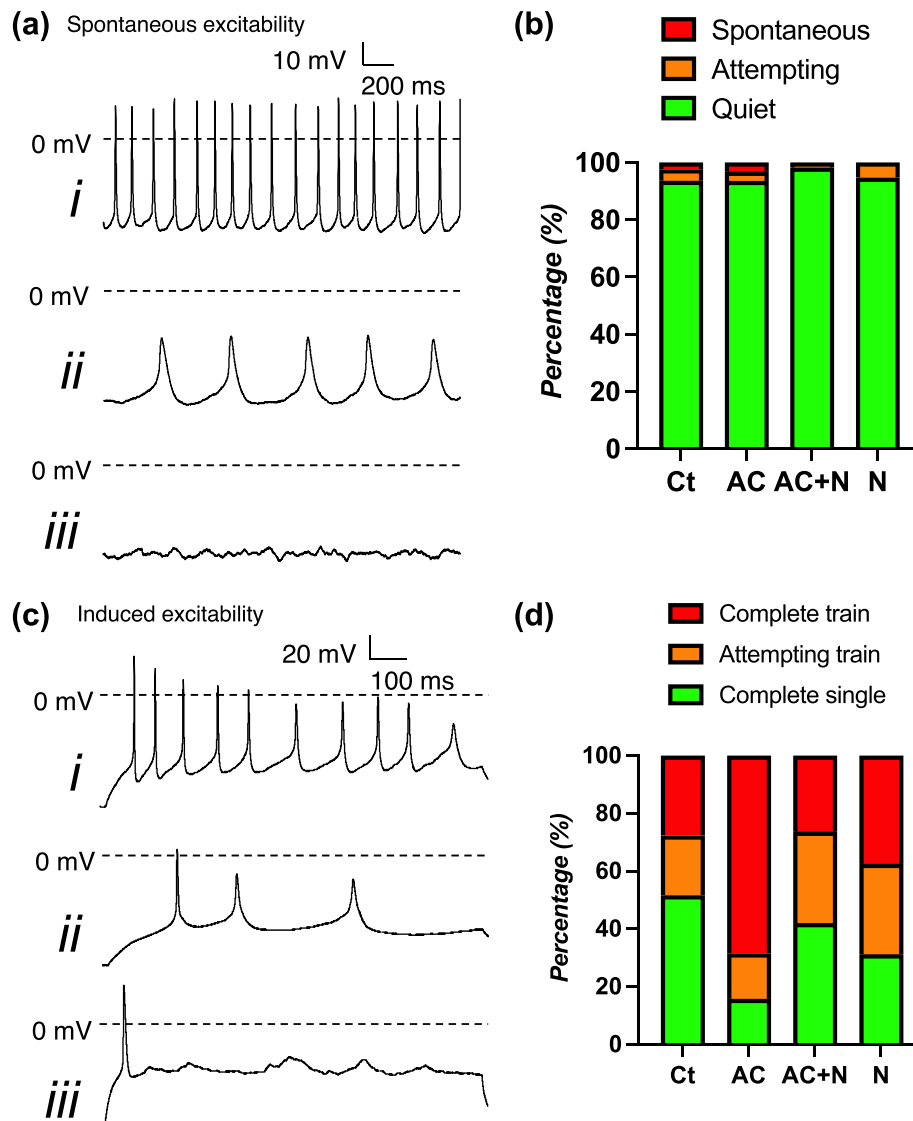 (a) Spontaneous excitability
10 mV
200 ms
0 mV
i
0 mV
ii
0 mV
iii
(b)
Spontaneous
Attempting
Quiet
Percentage (%)
100
80
60
40
20
0
Ct AC AC+N N
(c) Induced excitability
20 mV
100 ms
0 mV
i
0 mV
ii
0 mV
iii
(d)
Complete train
Attempting train
Complete single
Percentage (%)
100
80
60
40
20
0
Ct AC AC+N N